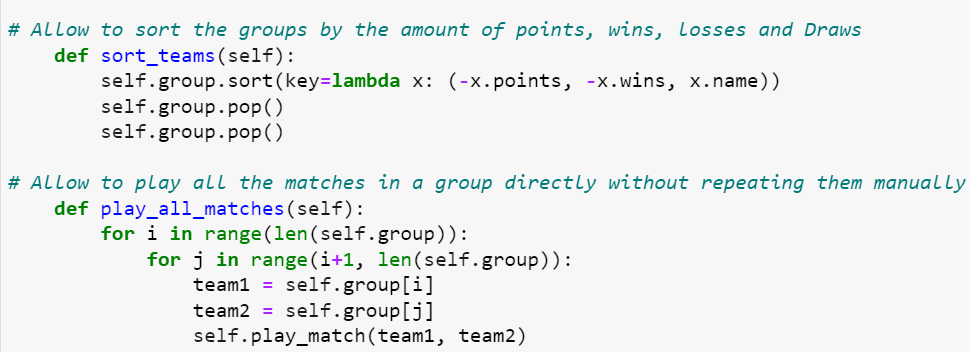 # Allow to sort the groups by the amount of points, wins, losses and Draws
    def sort_teams(self):
        self.group.sort(key=lambda x: (-x.points, -x.wins, x.name))
        self.group.pop()
        self.group.pop()

# Allow to play all the matches in a group directly without repeating them manually
    def play_all_matches(self):
        for i in range(len(self.group)):
            for j in range(i+1, len(self.group)):
                team1 = self.group[i]
                team2 = self.group[j]
                self.play_match(team1, team2)